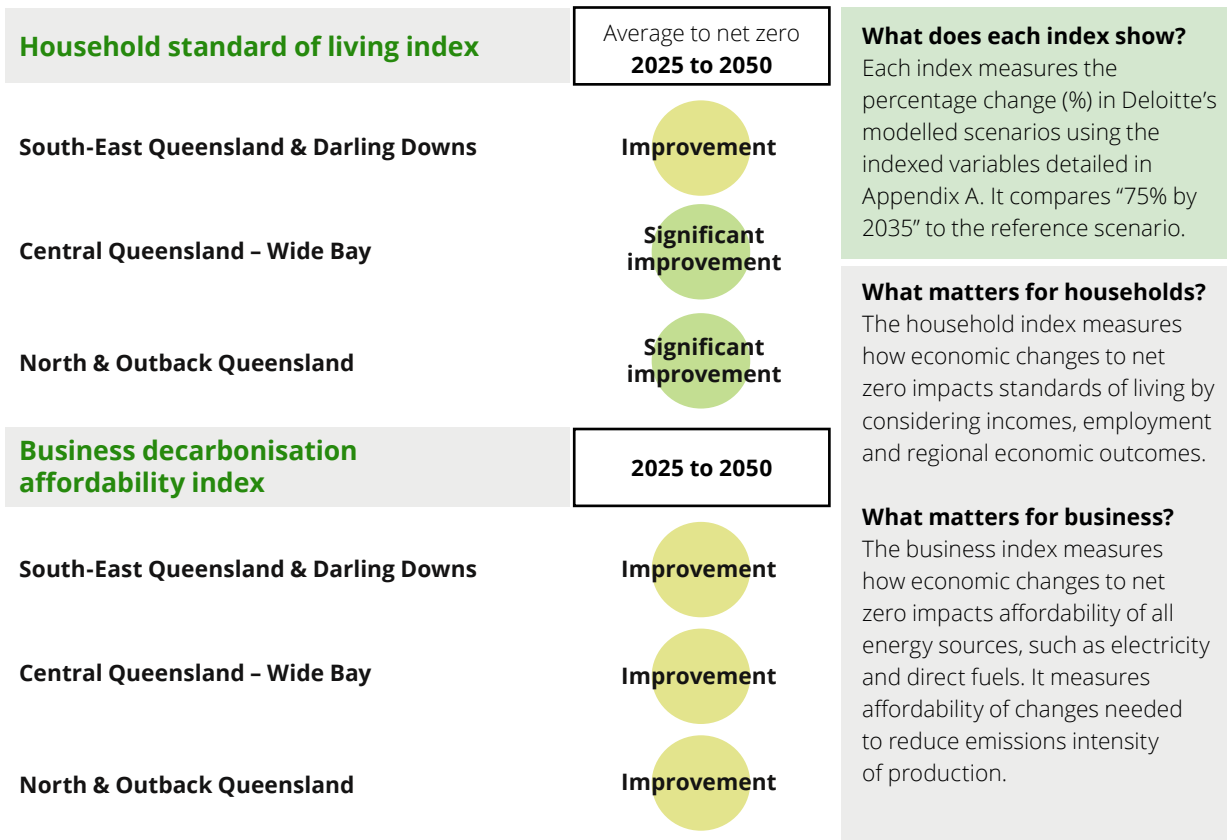 Household standard of living index
Average to net zero
2025 to 2050
South-East Queensland & Darling Downs
Improvement
Central Queensland – Wide Bay
Significant
improvement
North & Outback Queensland
Significant
improvement
Business decarbonisation
affordability index
2025 to 2050
South-East Queensland & Darling Downs
Improvement
Central Queensland – Wide Bay
Improvement
North & Outback Queensland
Improvement
What does each index show?
Each index measures the
percentage change (%) in Deloitte’s
modelled scenarios using the
indexed variables detailed in
Appendix A. It compares “75% by
2035” to the reference scenario.
What matters for households?
The household index measures
how economic changes to net
zero impacts standards of living by
considering incomes, employment
and regional economic outcomes.
What matters for business?
The business index measures
how economic changes to net
zero impacts affordability of all
energy sources, such as electricity
and direct fuels. It measures
affordability of changes needed
to reduce emissions intensity
of production.